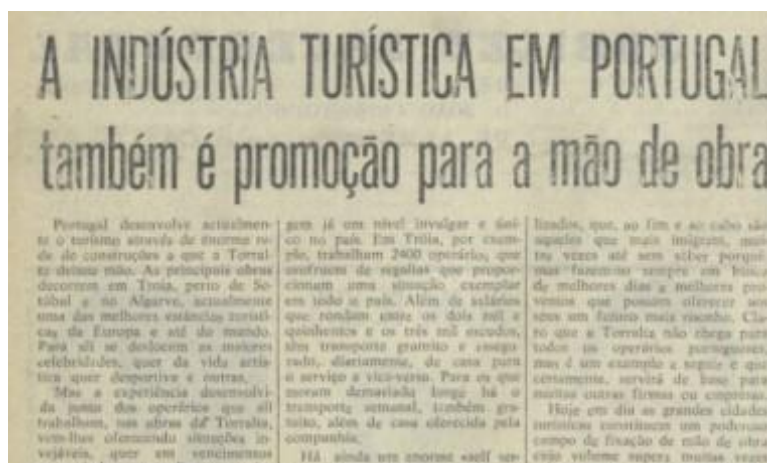 A INDÚSTRIA TURÍSTICA EM PORTUGAL
também é promoção para a mão de obra
Portugal desenvolve actualmen-
te o turismo através de enorme re-
de de construções a que a Torral-
ta deitou mão. As principais obras
decorrem em Troia, perto de Se-
túbal e no Algarve, actualmente
uma das melhores estâncias turísti-
cas da Europa e até do mundo.
Para ali se deslocam as maiores
celebridades, quer da vida artís-
tica quer desportiva e outras.
Mas a experiência desenvolvi-
da junto dos operários que ali
trabalham, nas obras da Torralta,
vem-lhes oferecendo situações in-
vejáveis, quer em vencimentos
gem já um nível invulgar e úni-
co no país. Em Tróia, por exem-
plo, trabalham 2400 operários, que
usufruem de regalias que propor-
cionam uma situação exemplar
em todo o país. Além de salários
que rondam entre os dois mil e
quinhentos e os três mil escudos,
têm transporte gratuito e assegu-
rado, diariamente, de casa para
o serviço e vice-versa. Para os que
moram demasiado longe há o
transporte semanal, também gra-
tuito, além de casa oferecida pela
companhia.
Há ainda um enorme «self ser-
lizados, que, ao fim e ao cabo são
aqueles que mais imigram, mui-
tas vezes até sem saber porquê
mas fazendo-o sempre em busca
de melhores dias e melhores pro-
ventos que possam oferecer aos
seus um futuro mais risonho. Cla-
ro que a Torralta não chega para
todos os operários portugueses,
mas é um exemplo a seguir e que
certamente, servirá de base para
muitas outras firmas ou empresas.
Hoje em dia as grandes cidades
turísticas constituem um poderoso
campo de fixação de mão de obra
cujo volume supera muitas vezes